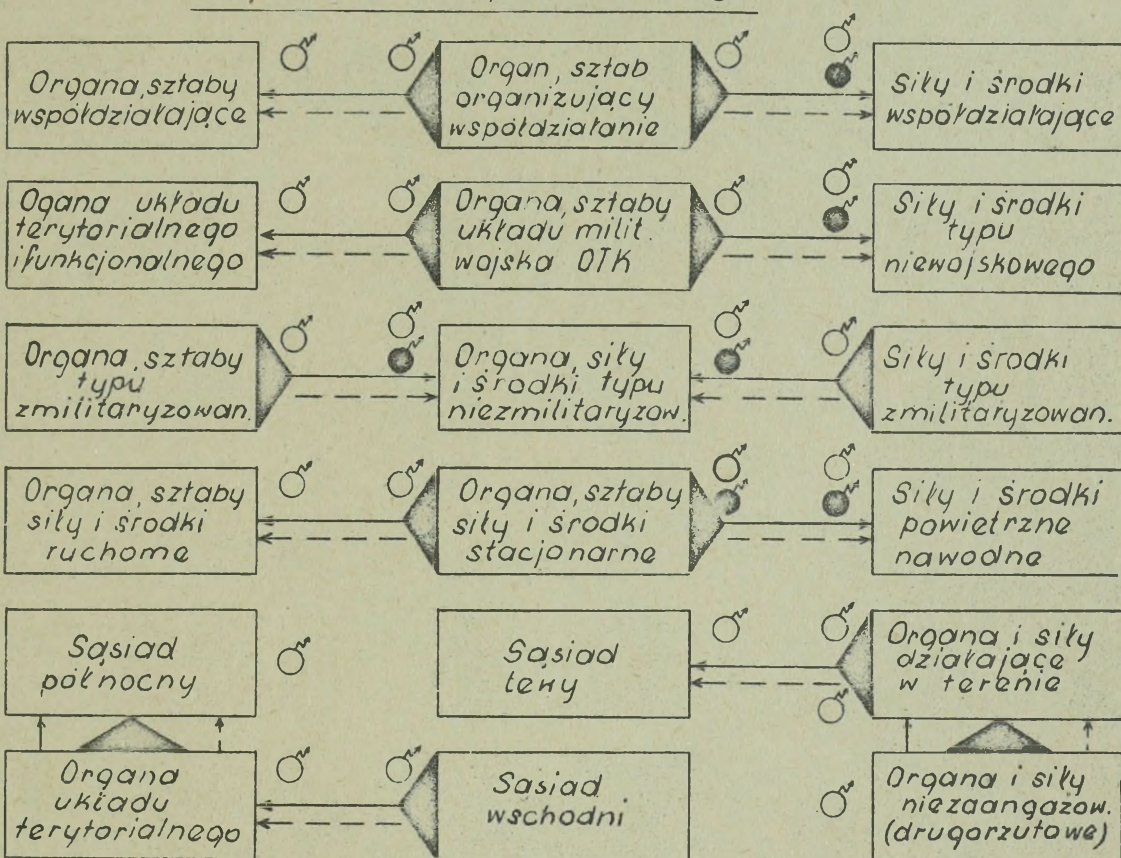 Organa, sztaby
współdziałające
Organ, sztab
organizujący
współdziałanie
Siły i środki
współdziałające
Ogana układu
terytorialnego
i funkcjonalnego
Organa, sztaby
układu milit.
wojska OTK
Siły i środki
typu
niewojskowego
Organa, sztaby
typu
zmilitaryzowan.
Organa, siły
i środki typu
niezmilitaryzow.
Siły i środki
typu
zmilitaryzowan.
Organa, sztaby
siły i środki
ruchome
Organa, sztaby
siły i środki
stacjonarne
Siły i środki
powietrzne
nawodne
Sąsiad
północny
Sąsiad
lewy
Organa i siły
działające
w terenie
Organa
układu
terytorialnego
Sąsiad
wschodni
Organa i siły
niezaangażow.
(drugorzutowe)